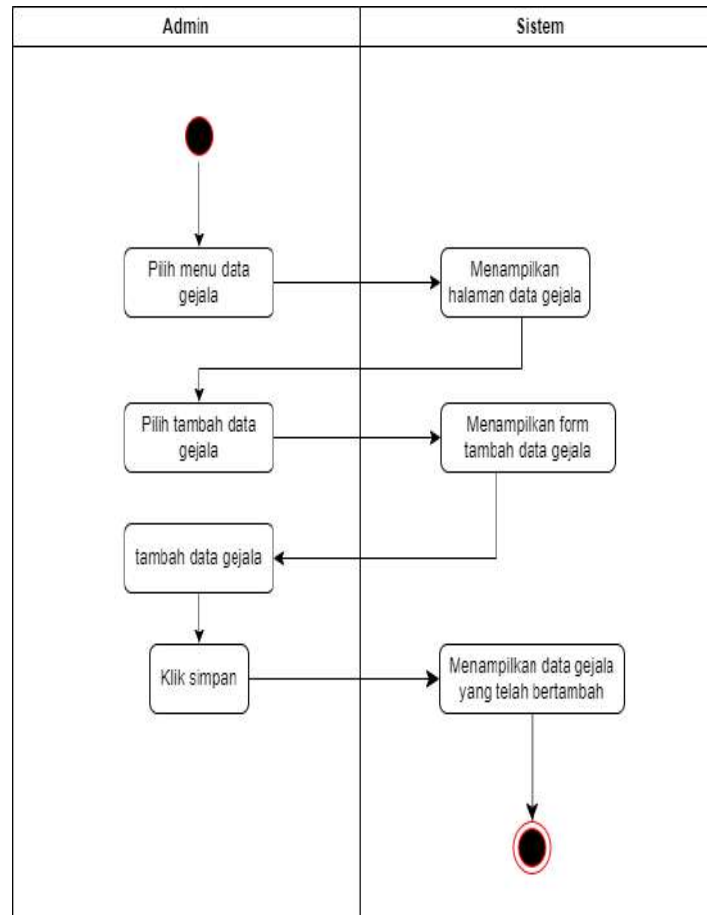 Admin
Sistem
Pilih menu data
gejala
Menampilkan
halaman data gejala
Pilih tambah data
gejala
Menampilkan form
tambah data gejala
tambah data gejala
Klik simpan
Menampilkan data gejala
yang telah bertambah